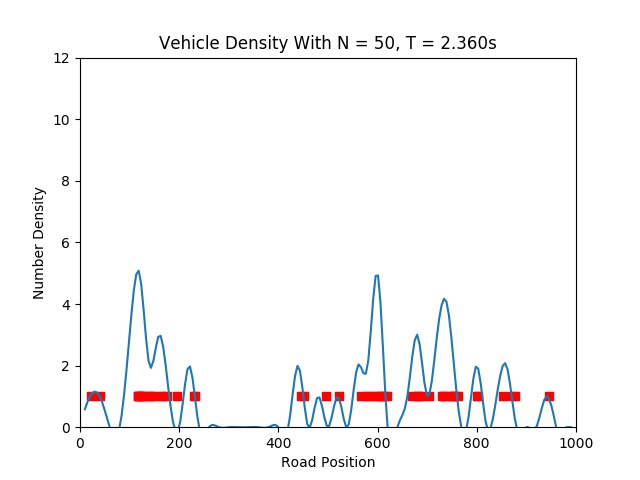 Vehicle Density With N = 50, T = 2.360s
12
10
8
6
4
2
0
Number Density
0 200 400 600 800 1000
Road Position